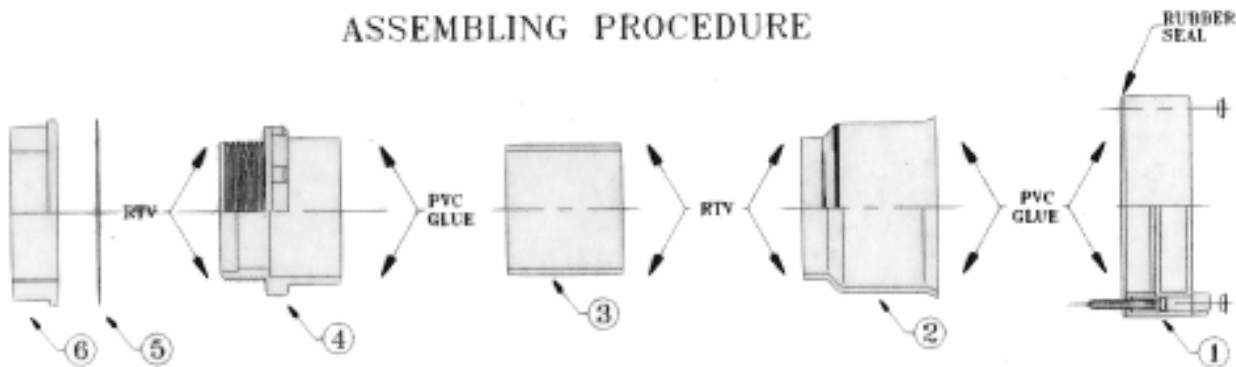 ASSEMBLING PROCEDURE
RUBBER
SEAL
RTV
PVC
GLUE
RTV
PVC
GLUE
6
5
4
3
2
1